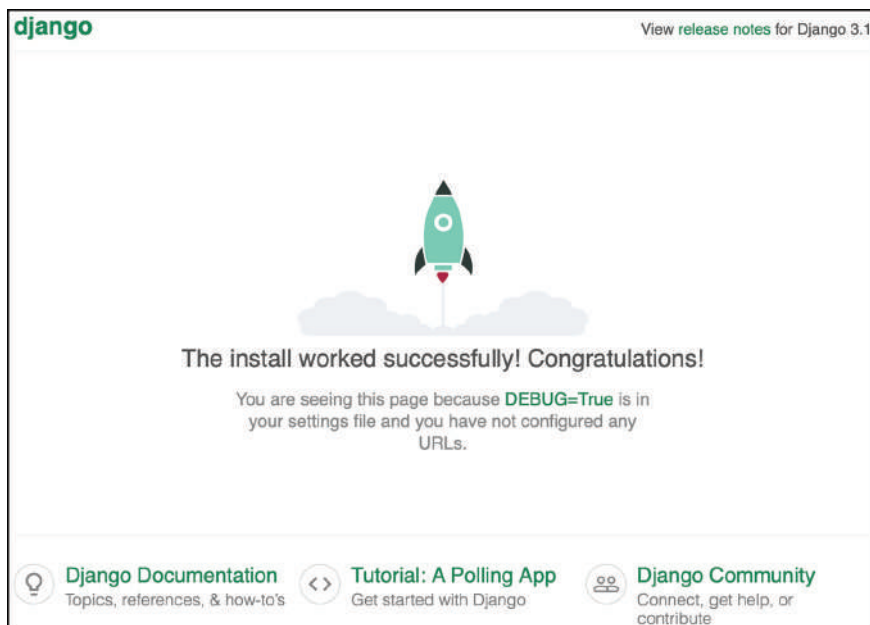 django
View release notes for Django 3.1
The install worked successfully! Congratulations!
You are seeing this page because DEBUG=True is in
your settings file and you have not configured any
URLs.
Django Documentation
Topics, references, & how-to's
Tutorial: A Polling App
Get started with Django
Django Community
Connect, get help, or
contribute